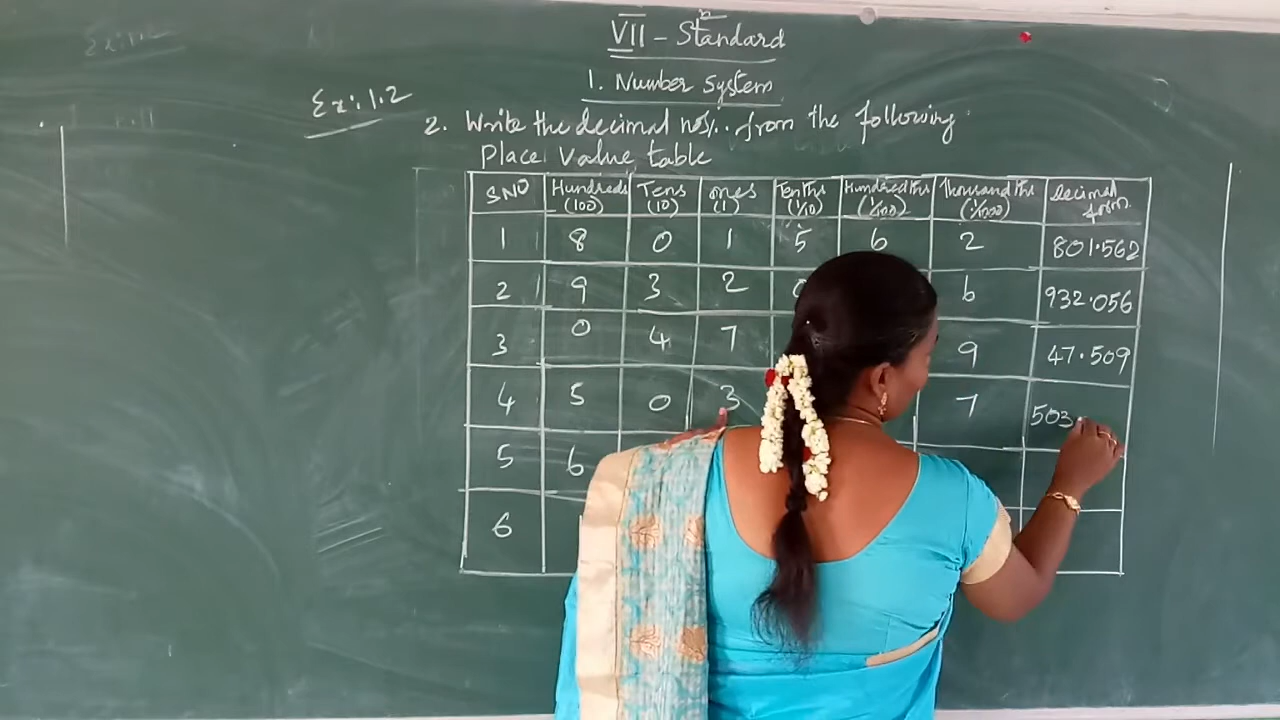 VII - Standard
1. Number System
Ex: 1.2
2. Write the decimal nos.. from the following
Place Value table
S NO Hundreds (100) Tens (10) ones (1) Tenths (1/10) Hundredths (1/100) Thousandths (1/1000) Decimal form.
1 8 0 1 5 6 2 801.562
2 9 3 2 6 932.056
3 0 4 7 9 47.509
4 5 0 3 7 503.
5 6
6